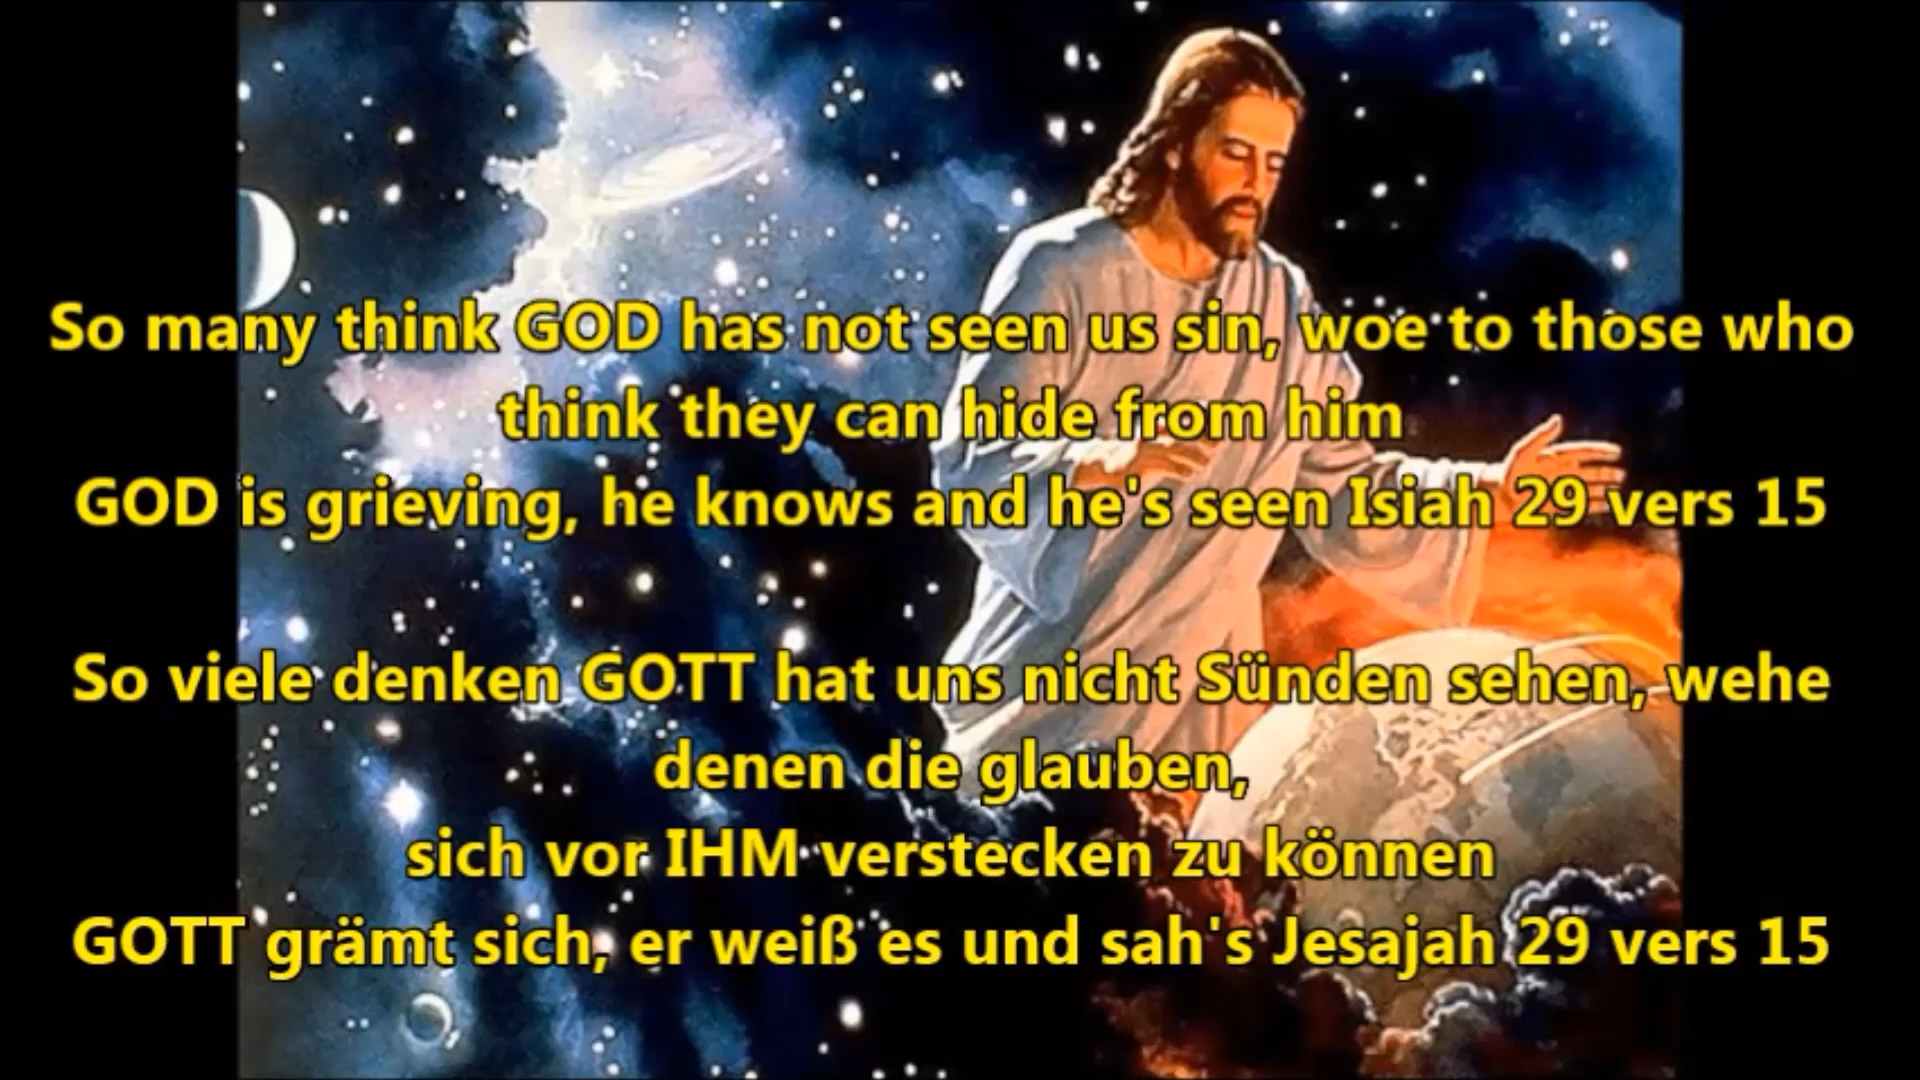 So many think GOD has not seen us sin, woe to those who
think they can hide from him
GOD is grieving, he knows and he's seen Isiah 29 vers 15
So viele denken GOTT hat uns nicht Sünden sehen, wehe
denen die glauben,
sich vor IHM verstecken zu können
GOTT grämt sich, er weiß es und sah's Jesajah 29 vers 15